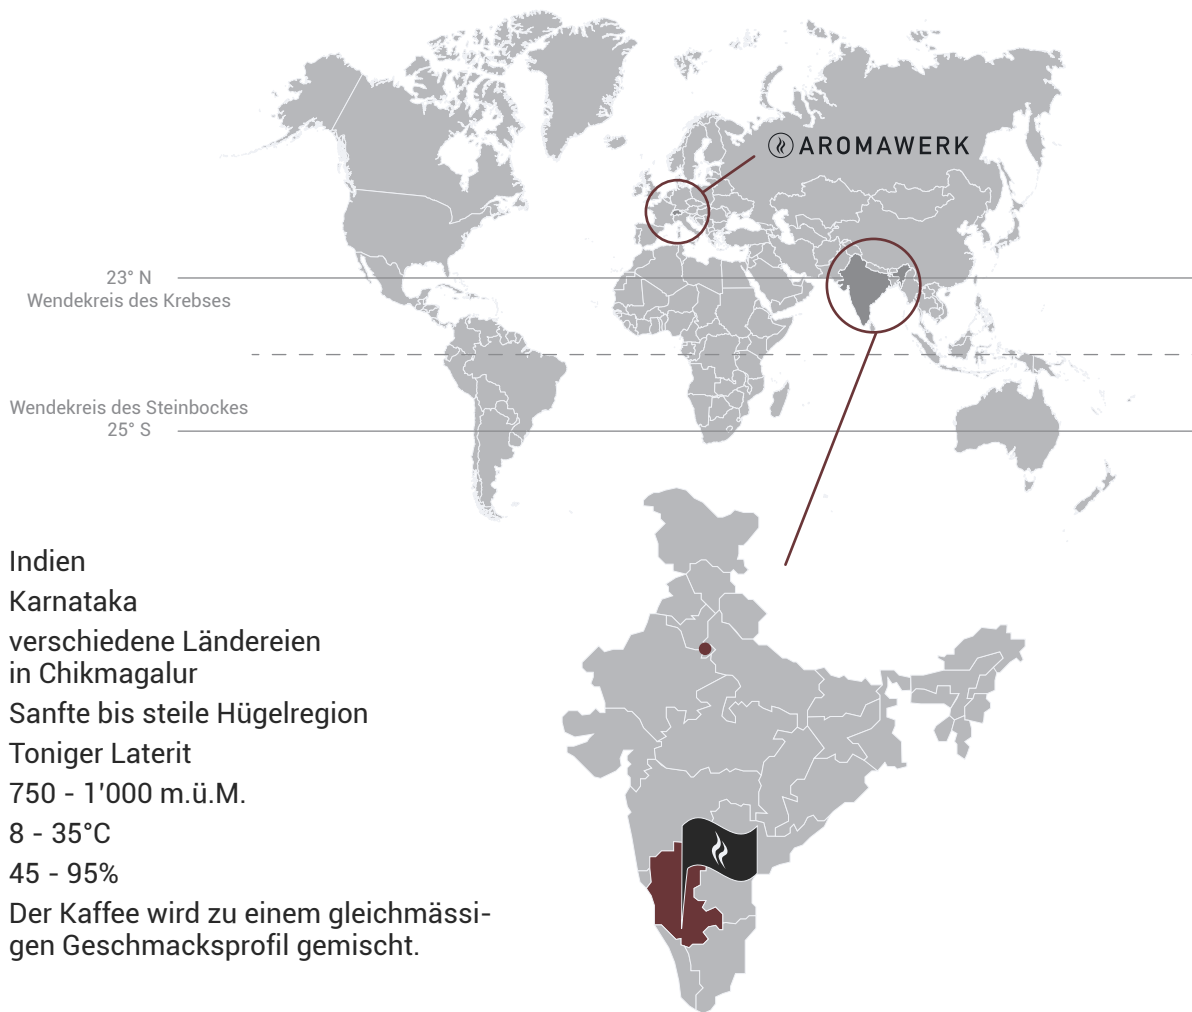 AROMAWERK
23° N
Wendekreis des Krebses
Wendekreis des Steinbockes
25° S
Indien
Karnataka
verschiedene Ländereien
in Chikmagalur
Sanfte bis steile Hügelregion
Toniger Laterit
750 - 1'000 m.ü.M.
8 - 35°C
45 - 95%
Der Kaffee wird zu einem gleichmässi-
gen Geschmacksprofil gemischt.